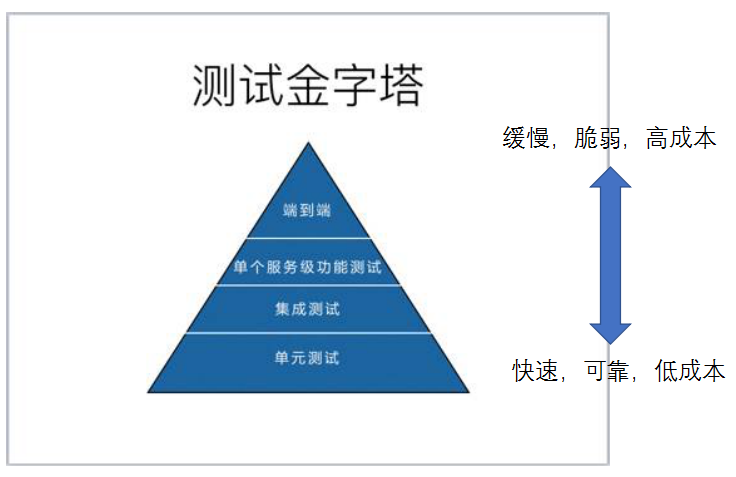 测试金字塔
缓慢，脆弱，高成本
端到端
单个服务级功能测试
集成测试
单元测试
快速，可靠，低成本